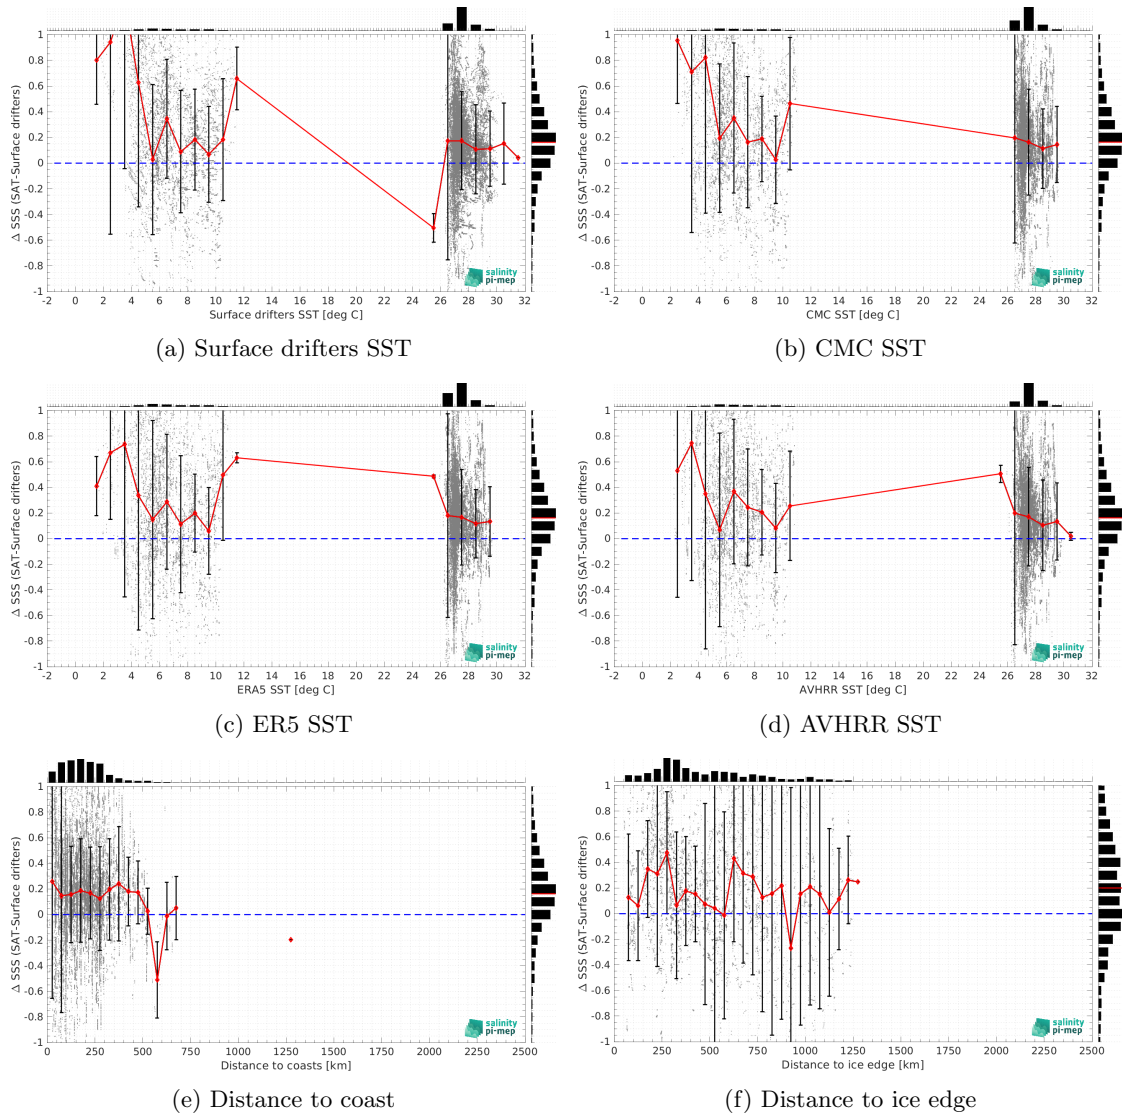 Δ SSS (SAT-Surface drifters)
1
0.8
0.6
0.4
0.2
0
-0.2
-0.4
-0.6
-0.8
-1
-2 0 2 4 6 8 10 12 14 16 18 20 22 24 26 28 30 32
Surface drifters SST [deg C]
salinity
pi-mep
(a) Surface drifters SST
Δ SSS (SAT-Surface drifters)
1
0.8
0.6
0.4
0.2
0
-0.2
-0.4
-0.6
-0.8
-1
-2 0 2 4 6 8 10 12 14 16 18 20 22 24 26 28 30 32
CMC SST [deg C]
salinity
pi-mep
(b) CMC SST
Δ SSS (SAT-Surface drifters)
1
0.8
0.6
0.4
0.2
0
-0.2
-0.4
-0.6
-0.8
-1
-2 0 2 4 6 8 10 12 14 16 18 20 22 24 26 28 30 32
ERA5 SST [deg C]
salinity
pi-mep
(c) ER5 SST
Δ SSS (SAT-Surface drifters)
1
0.8
0.6
0.4
0.2
0
-0.2
-0.4
-0.6
-0.8
-1
-2 0 2 4 6 8 10 12 14 16 18 20 22 24 26 28 30 32
AVHRR SST [deg C]
salinity
pi-mep
(d) AVHRR SST
Δ SSS (SAT-Surface drifters)
1
0.8
0.6
0.4
0.2
0
-0.2
-0.4
-0.6
-0.8
-1
0 250 500 750 1000 1250 1500 1750 2000 2250 2500
Distance to coasts [km]
salinity
pi-mep
(e) Distance to coast
Δ SSS (SAT-Surface drifters)
1
0.8
0.6
0.4
0.2
0
-0.2
-0.4
-0.6
-0.8
-1
0 250 500 750 1000 1250 1500 1750 2000 2250 2500
Distance to ice edge [km]
salinity
pi-mep
(f) Distance to ice edge